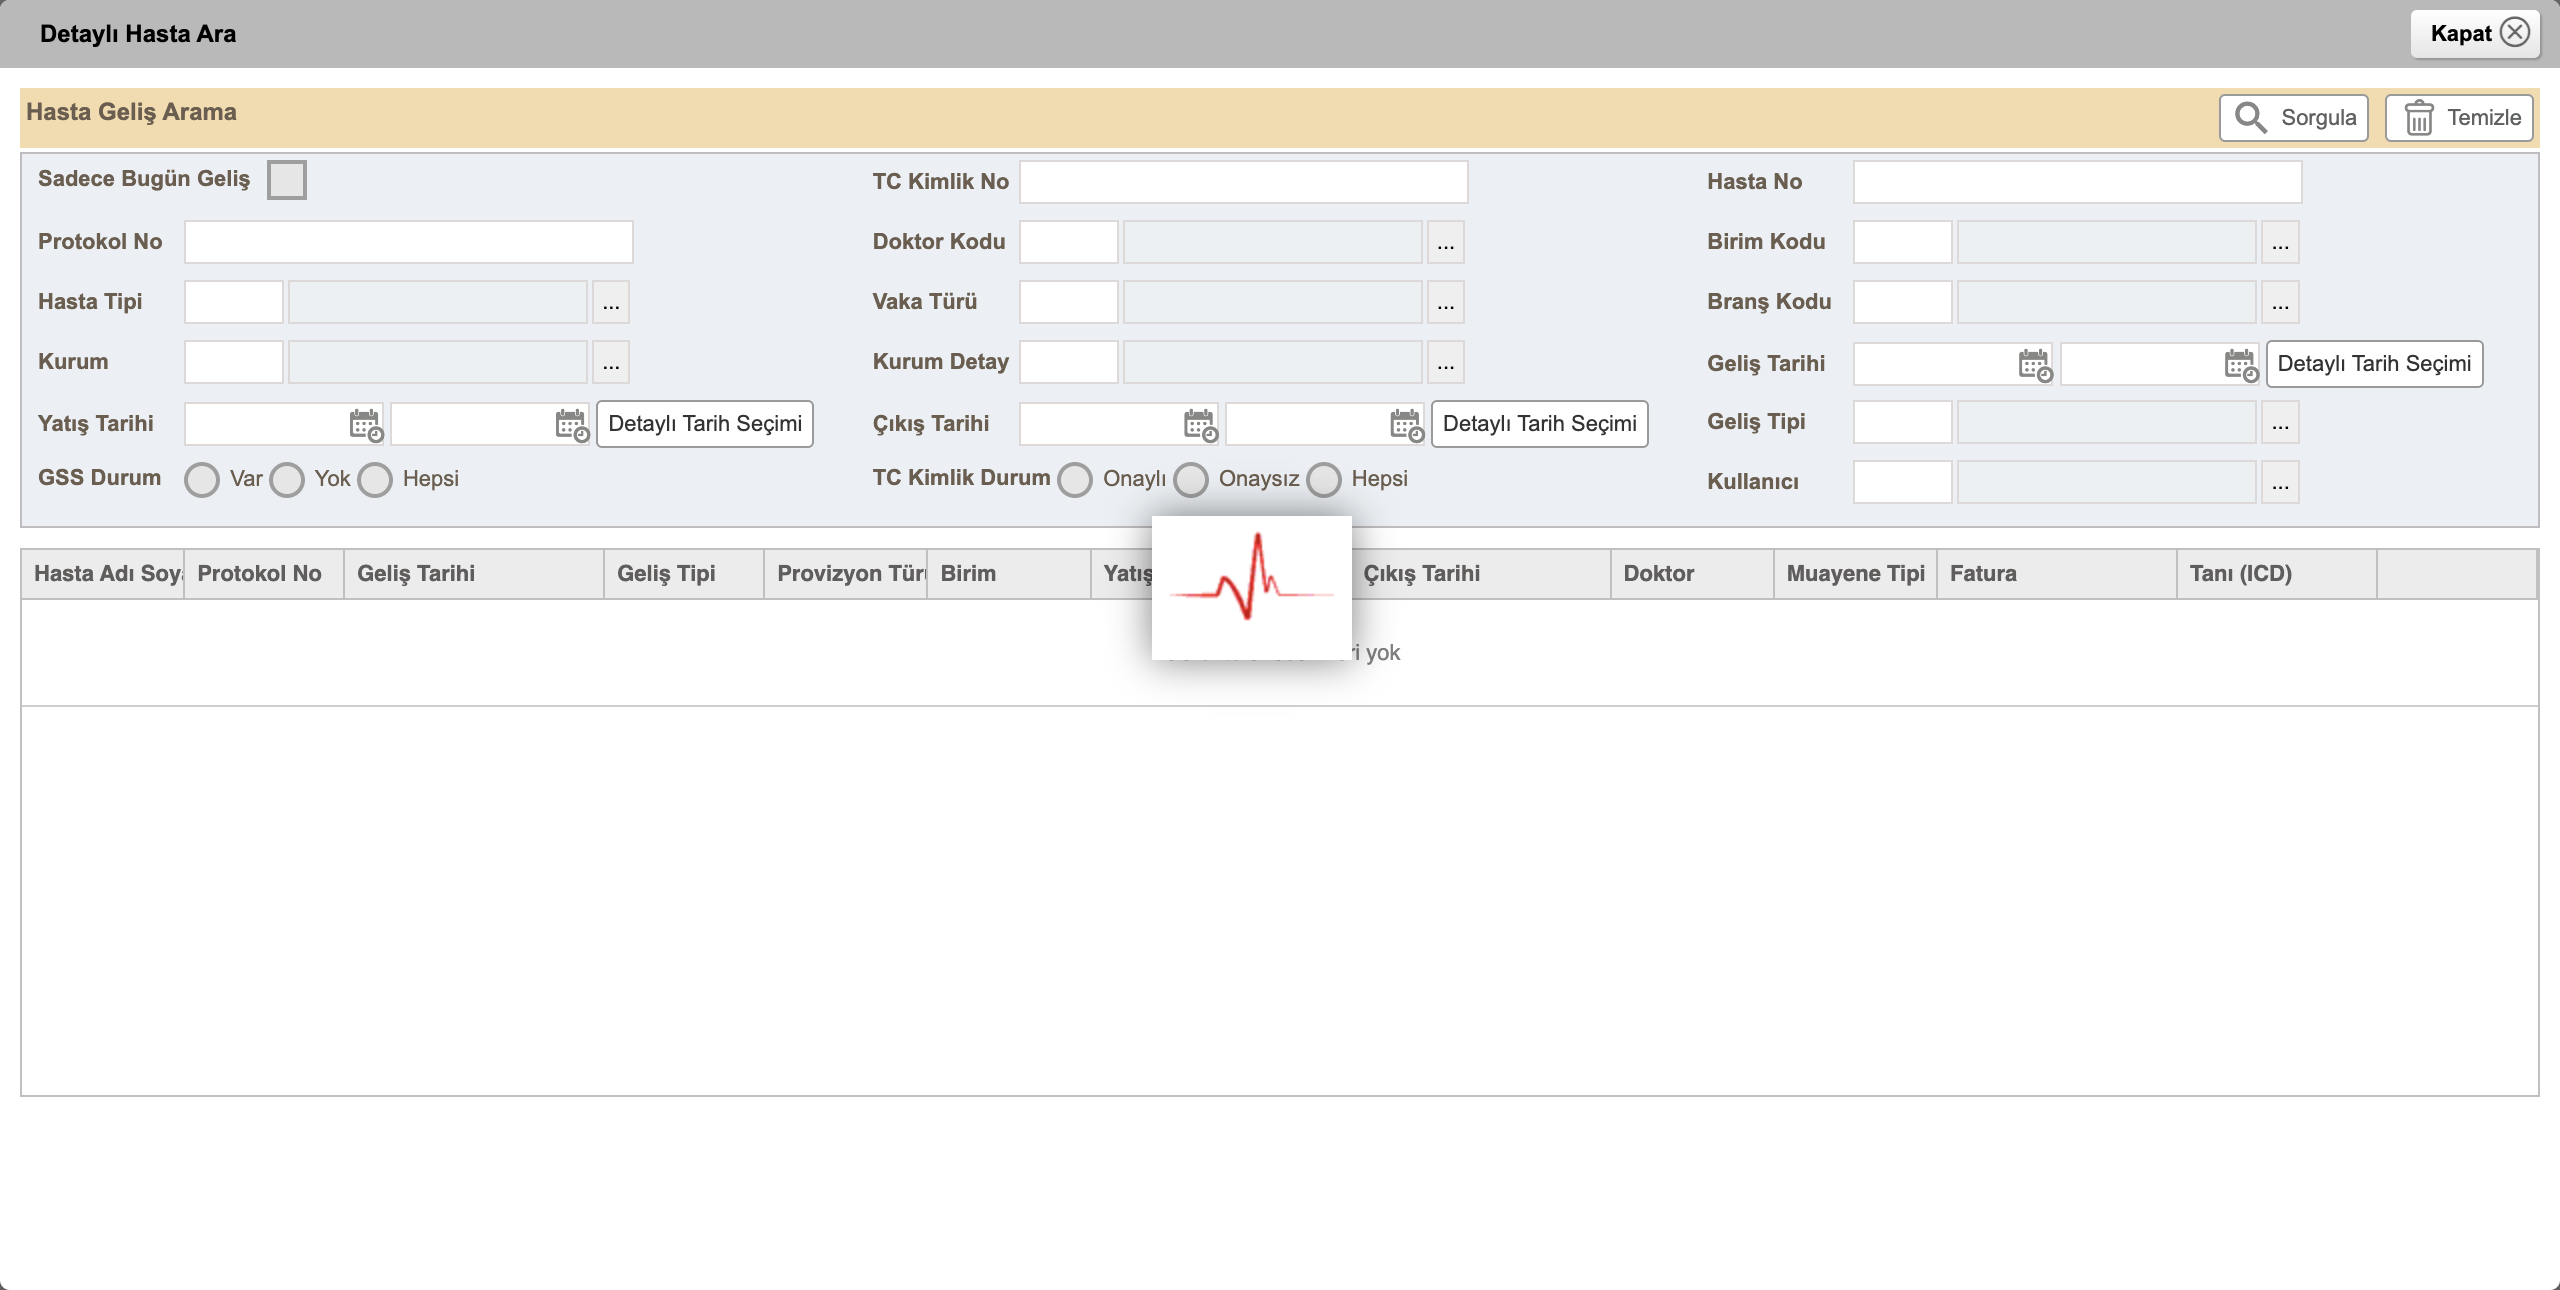 Detaylı Hasta Ara
Kapat
Hasta Geliş Arama
Sorgula
Temizle
Sadece Bugün Geliş
TC Kimlik No
Hasta No
Protokol No
Doktor Kodu
...
Birim Kodu
...
Hasta Tipi
...
Vaka Türü
...
Branş Kodu
...
Kurum
...
Kurum Detay
...
Geliş Tarihi
Detaylı Tarih Seçimi
Yatış Tarihi
Detaylı Tarih Seçimi
Çıkış Tarihi
Detaylı Tarih Seçimi
Geliş Tipi
...
GSS Durum Var Yok Hepsi
TC Kimlik Durum Onaylı Onaysız Hepsi
Kullanıcı
...
Hasta Adı Soya Protokol No Geliş Tarihi Geliş Tipi Provizyon Türü Birim Yatış Çıkış Tarihi Doktor Muayene Tipi Fatura Tanı (ICD)
yok